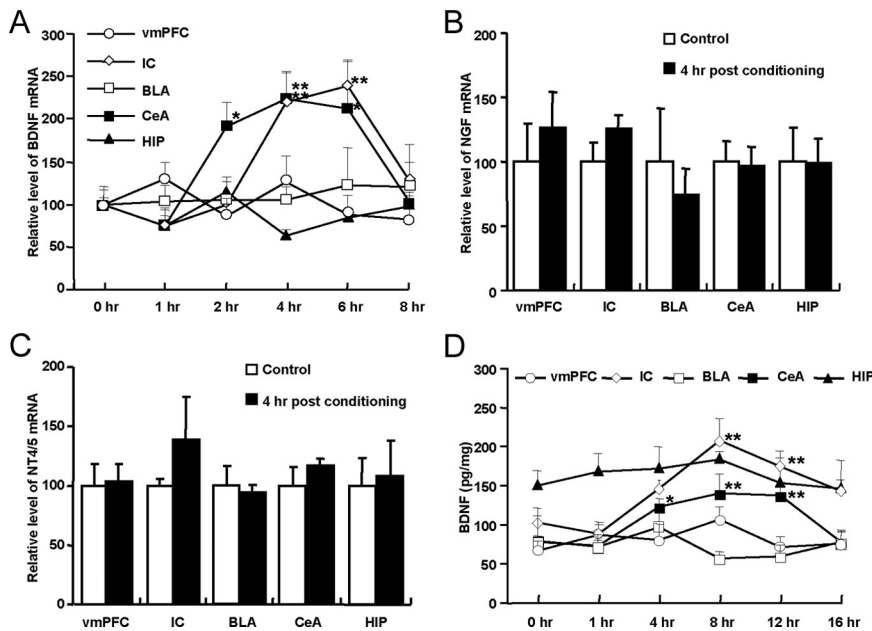 A
Relative level of BDNF mRNA
300
250
200
150
100
50
0
vmPFC
IC
BLA
CeA
HIP
*
**
**
**
*
0 hr 1 hr 2 hr 4 hr 6 hr 8 hr
B
Relative level of NGF mRNA
200
150
100
50
0
Control
4 hr post conditioning
vmPFC IC BLA CeA HIP
C
Relative level of NT4/5 mRNA
200
150
100
50
0
Control
4 hr post conditioning
vmPFC IC BLA CeA HIP
D
BDNF (pg/mg)
300
250
200
150
100
50
0
vmPFC IC BLA CeA HIP
**
**
*
**
**
0 hr 1 hr 4 hr 8 hr 12 hr 16 hr